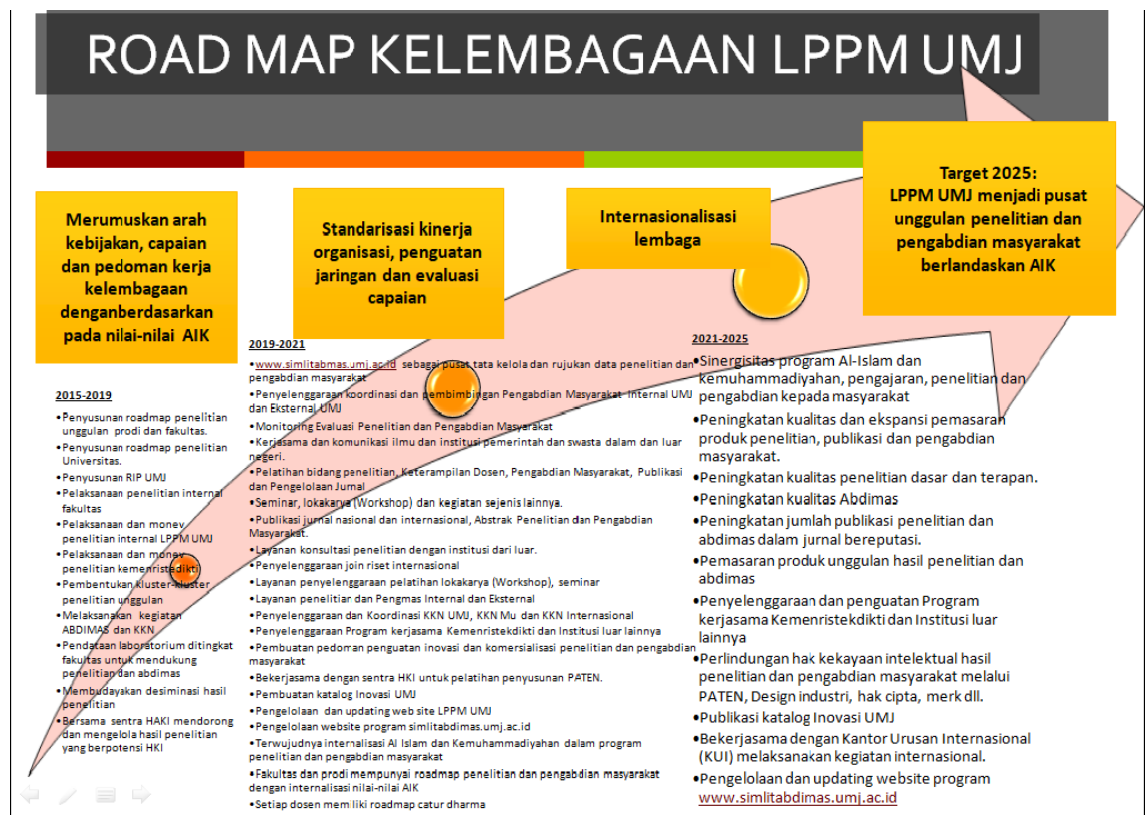 ROAD MAP KELEMBAGAAN LPPM UMJ
Merumuskan arah
kebijakan, capaian
dan pedoman kerja
kelembagaan
denganberdasarkan
pada nilai-nilai AIK
Standarisasi kinerja
organisasi, penguatan
jaringan dan evaluasi
capaian
Internasionalisasi
lembaga
Target 2025:
LPPM UMJ menjadi pusat
unggulan penelitian dan
pengabdian masyarakat
berlandaskan AIK
2015-2019
•Penyusunan roadmap penelitian
unggulan prodi dan fakultas.
•Penyusunan roadmap penelitian
Universitas.
•Penyusunan RIP UMJ
•Pelaksanaan penelitian internal
fakultas
•Pelaksanaan dan monev
penelitian internal LPPM UMJ
•Pelaksanaan dan monev
penelitian kemenristedikti
•Pembentukan kluster-kluster
penelitian unggulan
•Melaksanakan kegiatan
ABDIMAS dan KKN
•Pendataan laboratorium ditingkat
fakultas untuk mendukung
penelitian dan abdimas
•Membudayakan desiminasi hasil
penelitian
•Bersama sentra HAKI mendorong
dan mengelola hasil penelitian
yang berpotensi HKI
2019-2021
•www.simlitabmas.umj.ac.id sebagai pusat tata kelola dan rujukan data penelitian dan
pengabdian masyarakat
•Penyelenggaraan koordinasi dan pembimbingan Pengabdian Masyarakat Internal UMJ
dan Eksternal UMJ
•Monitoring Evaluasi Penelitian dan Pengabdian Masyarakat
•Kerjasama dan komunikasi ilmu dan institusi pemerintah dan swasta dalam dan luar
negeri.
•Pelatihan bidang penelitian, Keterampilan Dosen, Pengabdian Masyarakat, Publikasi
dan Pengelolaan Jurnal
•Seminar, lokakarya (Workshop) dan kegiatan sejenis lainnya.
•Publikasi jurnal nasional dan internasional, Abstrak Penelitian dan Pengabdian
Masyarakat.
•Layanan konsultasi penelitian dengan institusi dari luar.
•Penyelenggaraan join riset internasional
•Layanan penyelenggaraan pelatihan lokakarya (Workshop), seminar
•Layanan penelitian dan Pengmas Internal dan Eksternal
•Penyelenggaraan dan Koordinasi KKN UMJ, KKN Mu dan KKN Internasional
•Penyelenggaraan Program kerjasama Kemenristekdikti dan Institusi luar lainnya
•Pembuatan pedoman penguatan inovasi dan komersialisasi penelitian dan pengabdian
masyarakat
•Bekerjasama dengan sentra HKI untuk pelatihan penyusunan PATEN.
•Pembuatan katalog Inovasi UMJ
•Pengelolaan dan updating web site LPPM UMJ
•Pengelolaan website program simlitabdimas.umj.ac.id
•Terwujudnya internalisasi Al Islam dan Kemuhammadiyahan dalam program
penelitian dan pengabdian masyarakat
•Fakultas dan prodi mempunyai roadmap penelitian dan pengabdian masyarakat
dengan internalisasi nilai-nilai AIK
•Setiap dosen memiliki roadmap catur dharma
2021-2025
•Sinergisitas program Al-Islam dan
kemuhammadiyahan, pengajaran, penelitian dan
pengabdian kepada masyarakat
•Peningkatan kualitas dan ekspansi pemasaran
produk penelitian, publikasi dan pengabdian
masyarakat.
•Peningkatan kualitas penelitian dasar dan terapan.
•Peningkatan kualitas Abdimas
•Peningkatan jumlah publikasi penelitian dan
abdimas dalam jurnal bereputasi.
•Pemasaran produk unggulan hasil penelitian dan
abdimas
•Penyelenggaraan dan penguatan Program
kerjasama Kemenristekdikti dan Institusi luar
lainnya
•Perlindungan hak kekayaan intelektual hasil
penelitian dan pengabdian masyarakat melalui
PATEN, Design industri, hak cipta, merk dll.
•Publikasi katalog Inovasi UMJ
•Bekerjasama dengan Kantor Urusan Internasional
(KUI) melaksanakan kegiatan internasional.
•Pengelolaan dan updating website program
www.simlitabdimas.umj.ac.id